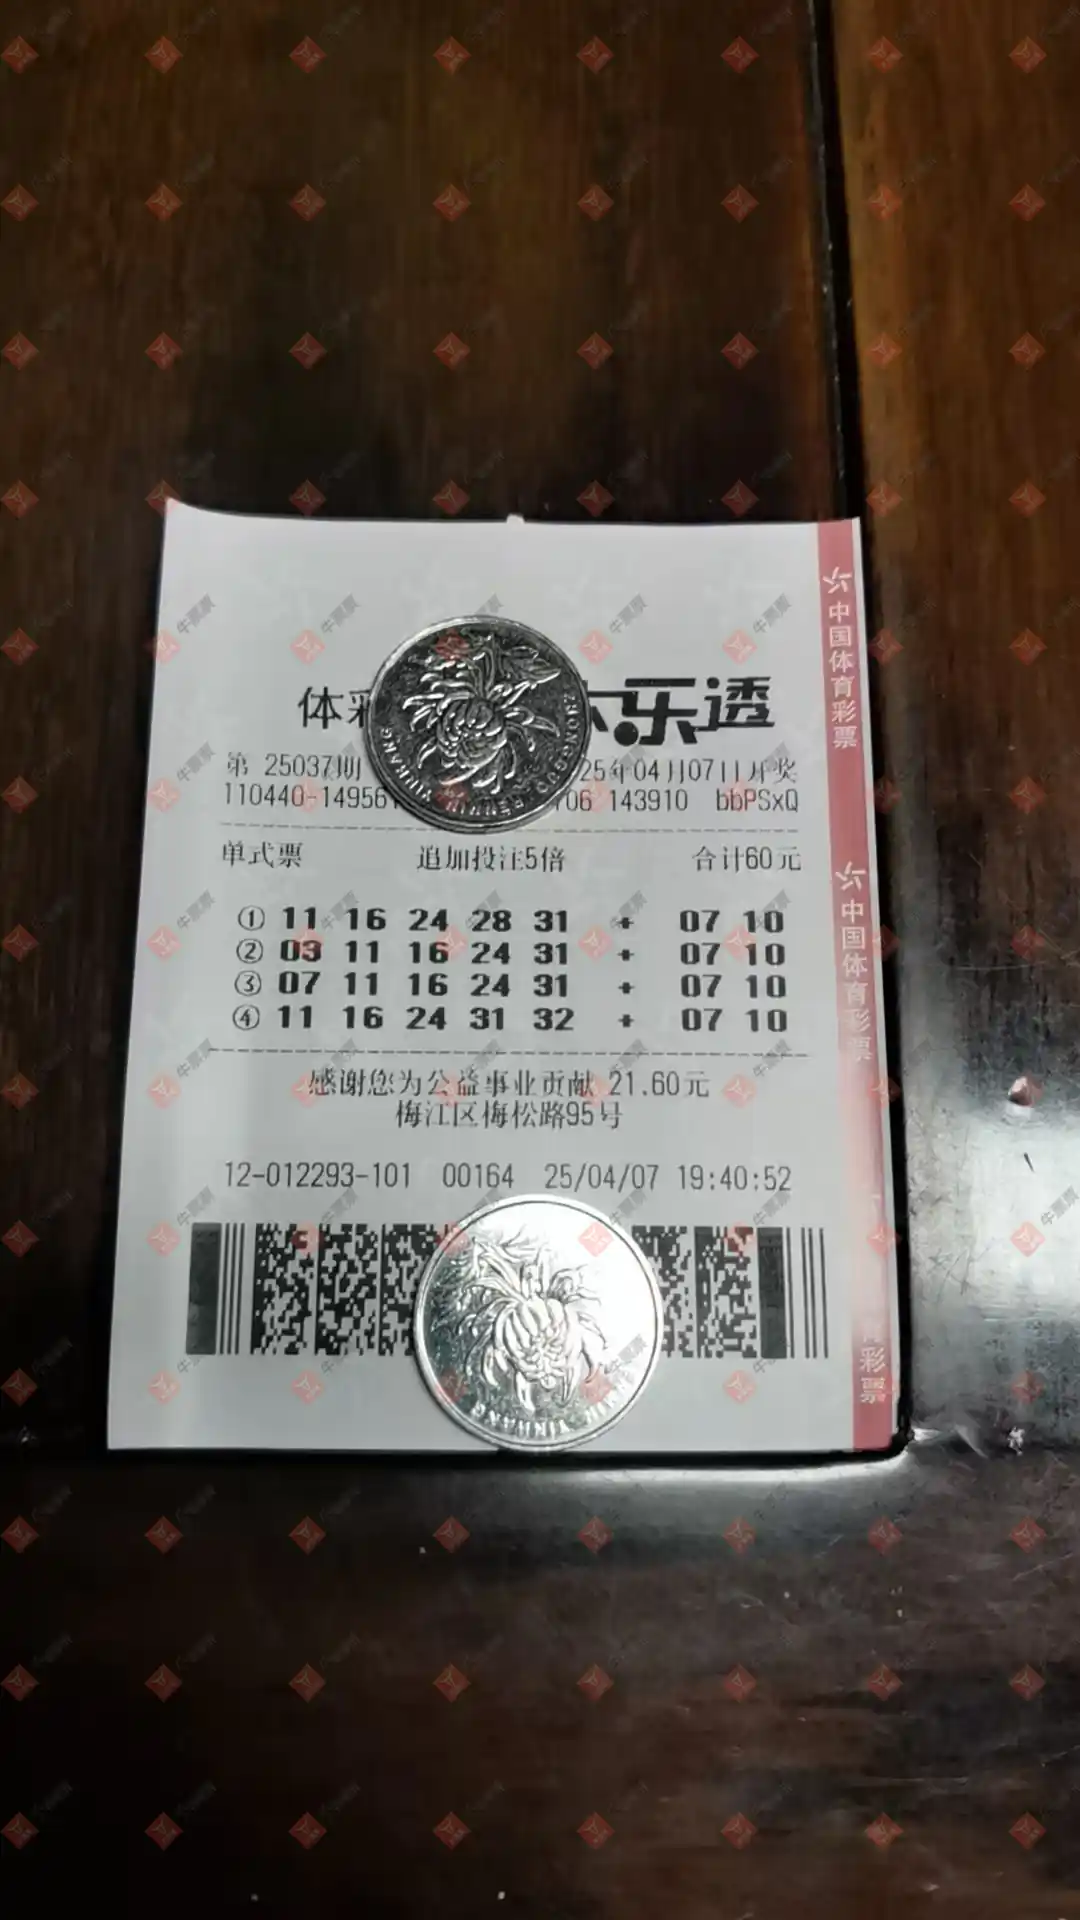 体彩 乐透
第 25037期 25年04月07日开奖
110440-14956 06 143910 bbPSxQ
单式票 追加投注5倍 合计60元
① 11 16 24 28 31 + 07 10
② 03 11 16 24 31 + 07 10
③ 07 11 16 24 31 + 07 10
④ 11 16 24 31 32 + 07 10
感谢您为公益事业贡献 21.60元
梅江区梅松路95号
12-012293-101 00164 25/04/07 19:40:52
中国体育彩票
中国体育彩票
彩票
牛票票